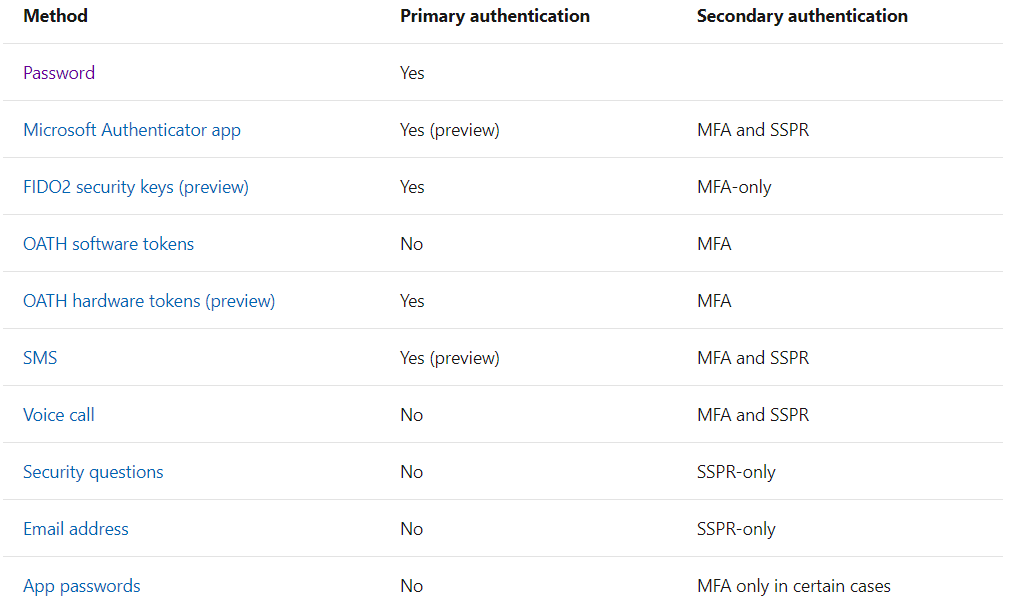 Method Primary authentication Secondary authentication
Password Yes
Microsoft Authenticator app Yes (preview) MFA and SSPR
FIDO2 security keys (preview) Yes MFA-only
OATH software tokens No MFA
OATH hardware tokens (preview) Yes MFA
SMS Yes (preview) MFA and SSPR
Voice call No MFA and SSPR
Security questions No SSPR-only
Email address No SSPR-only
App passwords No MFA only in certain cases